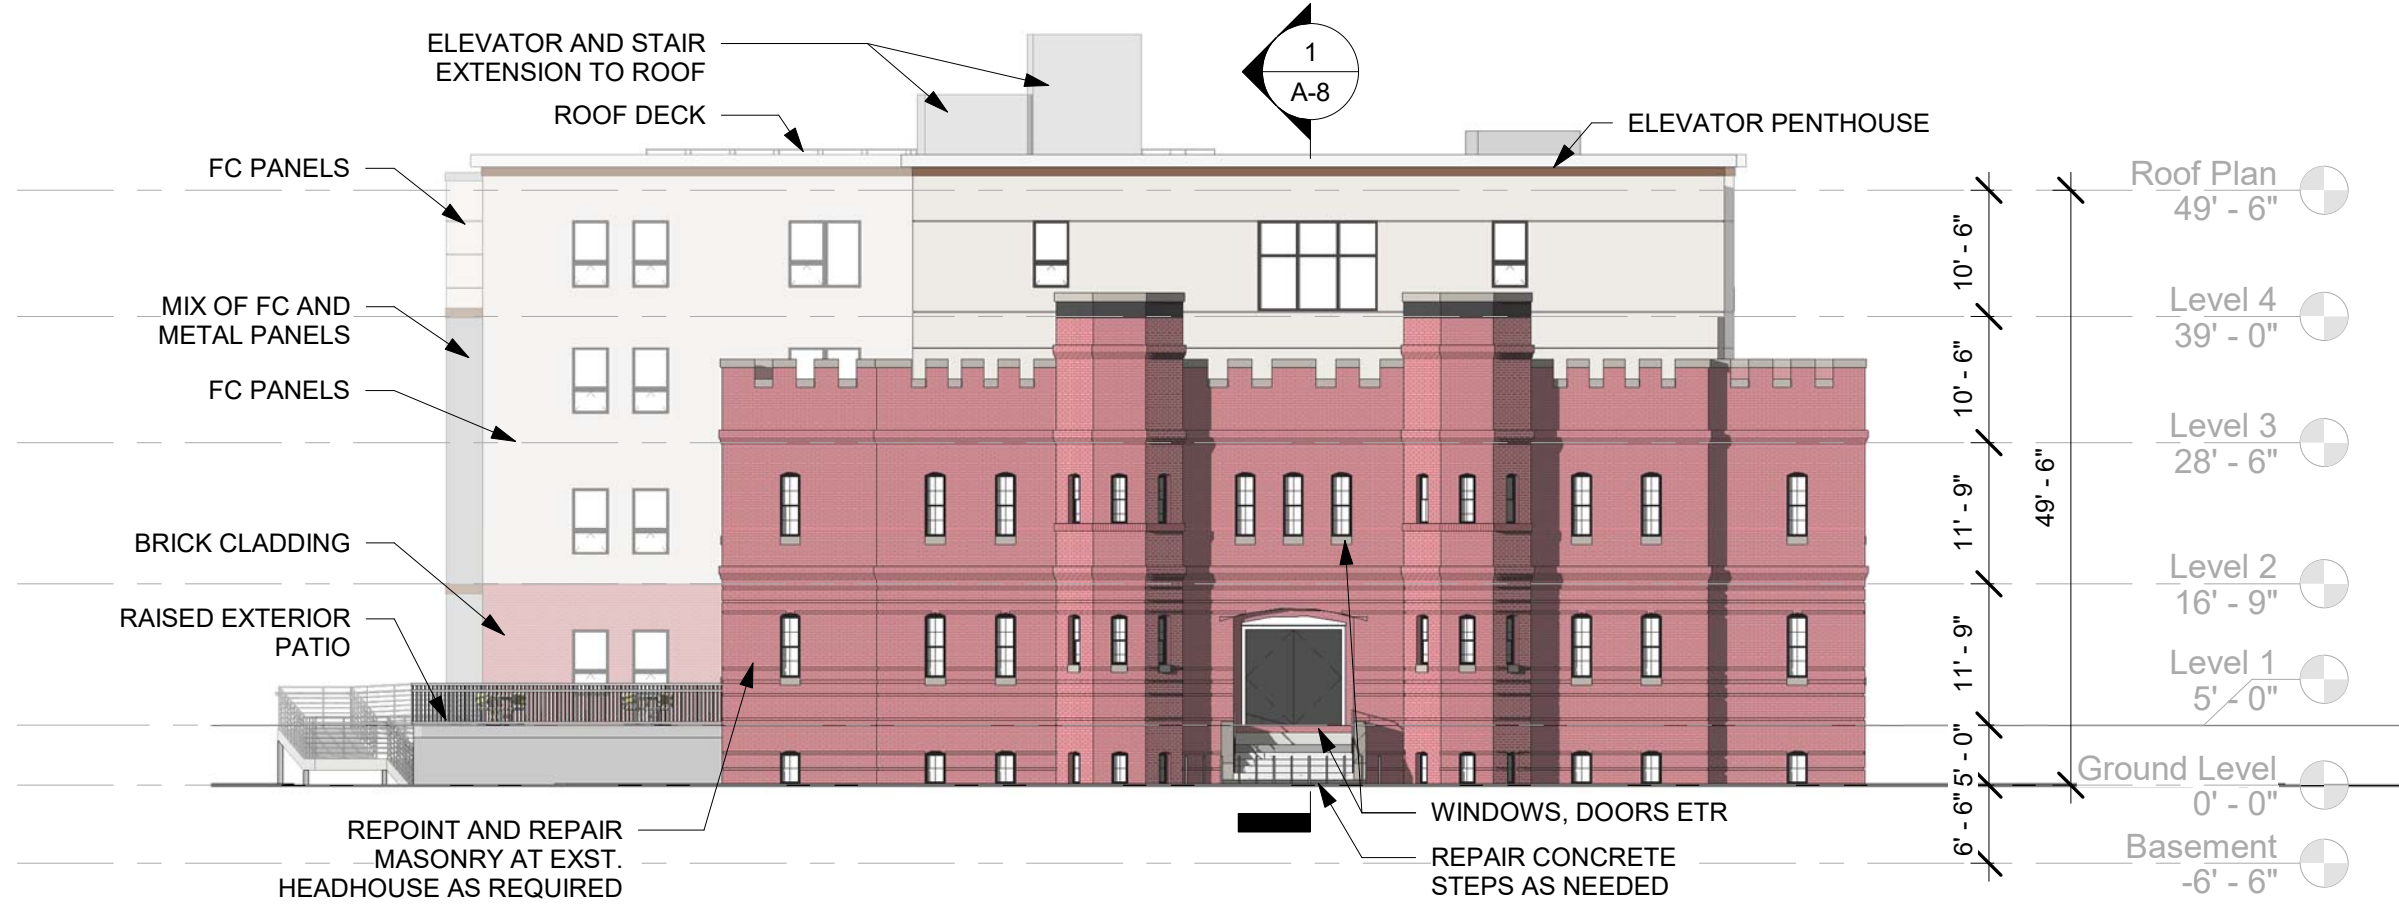 ELEVATOR AND STAIR
EXTENSION TO ROOF
ROOF DECK
FC PANELS
MIX OF FC AND
METAL PANELS
FC PANELS
BRICK CLADDING
RAISED EXTERIOR
PATIO
REPOINT AND REPAIR
MASONRY AT EXST.
HEADHOUSE AS REQUIRED
1
A-8
ELEVATOR PENTHOUSE
WINDOWS, DOORS ETR
REPAIR CONCRETE
STEPS AS NEEDED
10' - 6"
10' - 6"
11' - 9"
11' - 9"
5' - 0"
6' - 6"
49' - 6"
Roof Plan
49' - 6"
Level 4
39' - 0"
Level 3
28' - 6"
Level 2
16' - 9"
Level 1
5' - 0"
Ground Level
0' - 0"
Basement
-6' - 6"